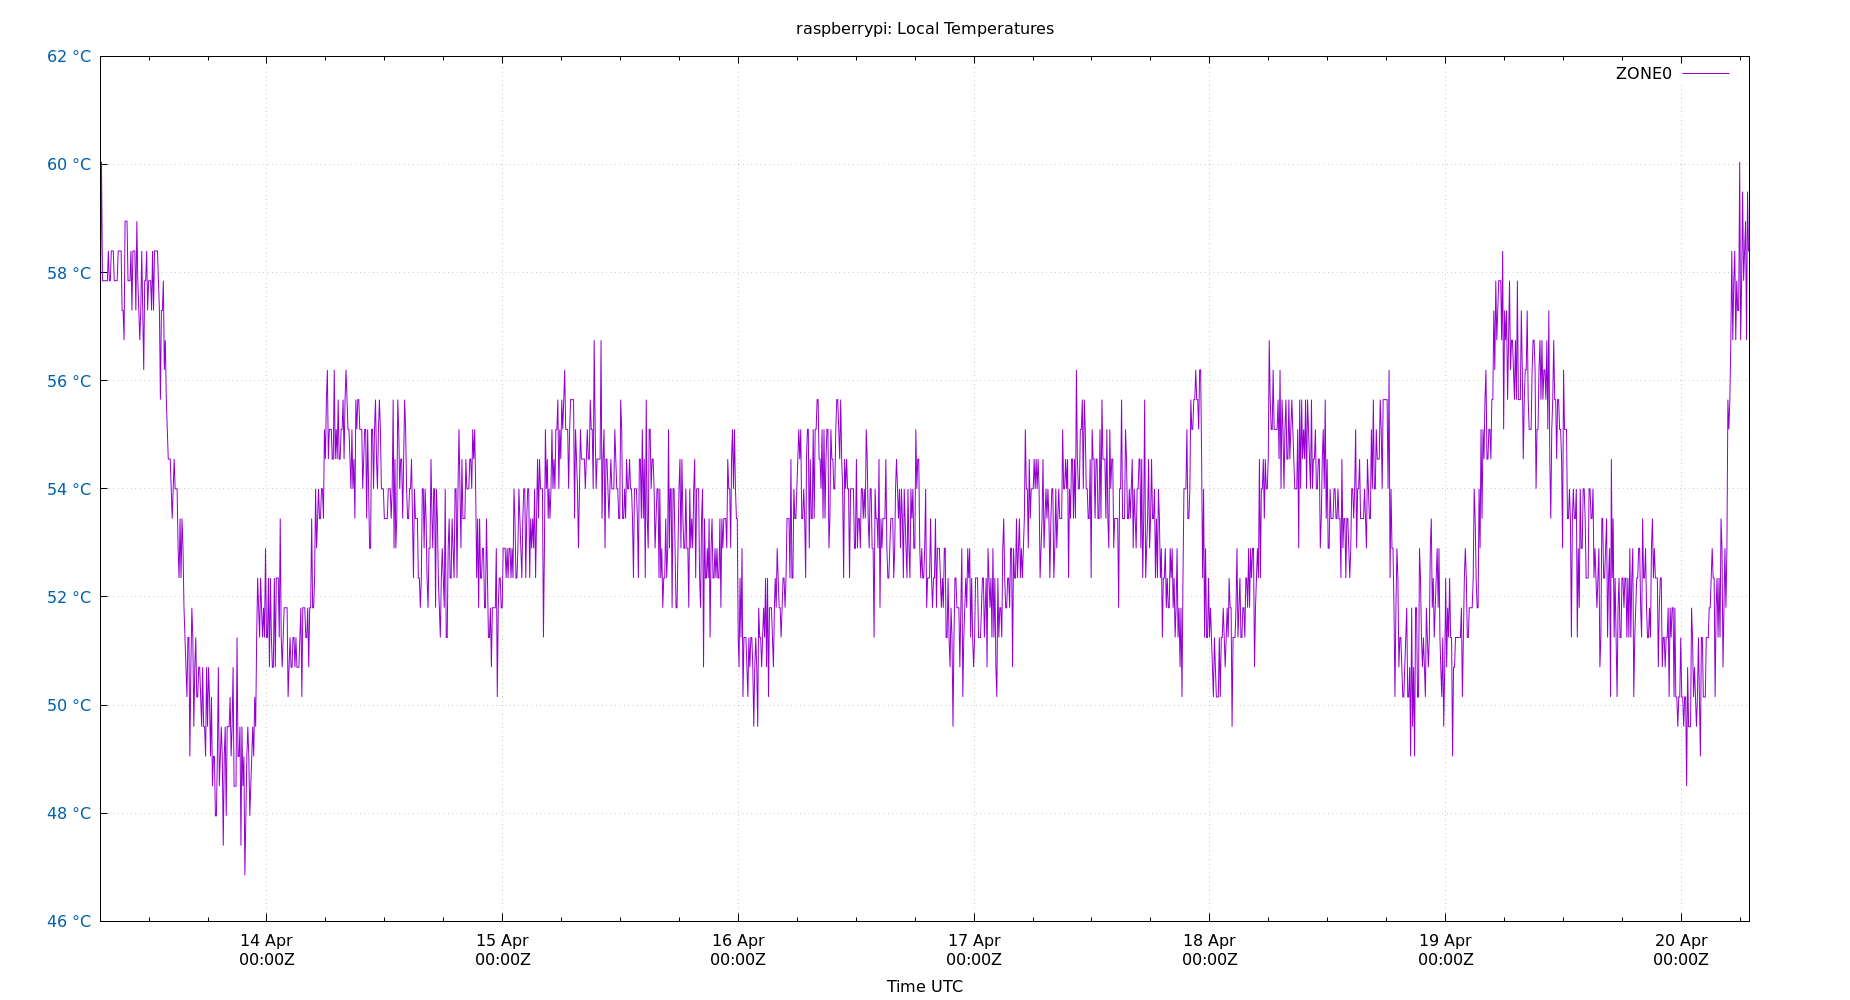 raspberrypi: Local Temperatures
ZONE0
62 °C
60 °C
58 °C
56 °C
54 °C
52 °C
50 °C
48 °C
46 °C
14 Apr 15 Apr 16 Apr 17 Apr 18 Apr 19 Apr 20 Apr
00:00Z 00:00Z 00:00Z 00:00Z 00:00Z 00:00Z 00:00Z
Time UTC